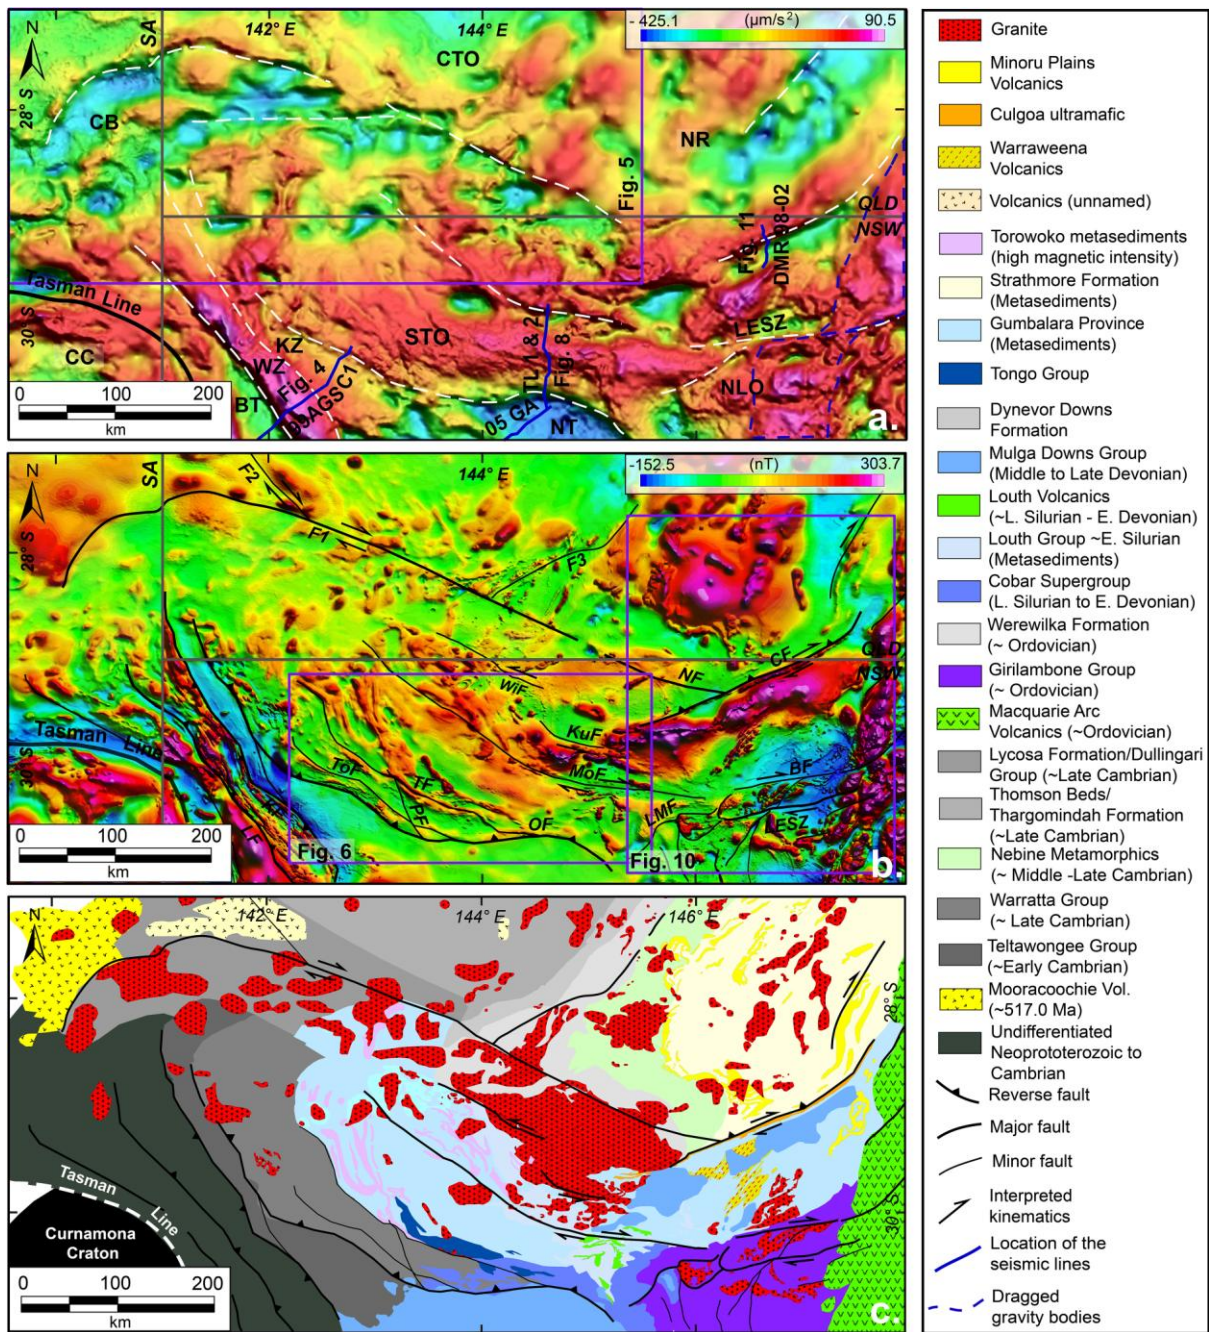 N
SA
142° E
144° E
- 425.1 (µm/s²) 90.5
CTO
28° S
CB
NR
Fig. 5
QLD
NSW
Fig. 11
DMR 98-02
Tasman Line
30° S
CC
STO
KZ
WZ
BT
Fig. 4
99AGSC1
05 GA TL1 & 2
Fig. 8
NT
LESZ
NLO
0 100 200
km
a.
N
SA
F2
144° E
-152.5 (nT) 303.7
28° S
F1
F3
QLD
NSW
CF
NF
WiF
KuF
MoF
BF
Tasman Line
30° S
ToF
TF
PF
OF
LMF
LESZ
KF
LF
Fig. 6
Fig. 10
0 100 200
km
b.
N
142° E
144° E
146° E
28° S
30° S
Tasman
Line
Curnamona
Craton
0 100 200
km
c.
Granite
Minoru Plains
Volcanics
Culgoa ultramafic
Warraweena
Volcanics
Volcanics (unnamed)
Torowoko metasediments
(high magnetic intensity)
Strathmore Formation
(Metasediments)
Gumbalara Province
(Metasediments)
Tongo Group
Dynevor Downs
Formation
Mulga Downs Group
(Middle to Late Devonian)
Louth Volcanics
(~L. Silurian - E. Devonian)
Louth Group ~E. Silurian
(Metasediments)
Cobar Supergroup
(L. Silurian to E. Devonian)
Werewilka Formation
(~ Ordovician)
Girilambone Group
(~ Ordovician)
Macquarie Arc
Volcanics (~Ordovician)
Lycosa Formation/Dullingari
Group (~Late Cambrian)
Thomson Beds/
Thargomindah Formation
(~Late Cambrian)
Nebine Metamorphics
(~ Middle -Late Cambrian)
Warratta Group
(~ Late Cambrian)
Teltawongee Group
(~Early Cambrian)
Mooracoochie Vol.
(~517.0 Ma)
Undifferentiated
Neoprototerozoic to
Cambrian
Reverse fault
Major fault
Minor fault
Interpreted
kinematics
Location of the
seismic lines
Dragged
gravity bodies